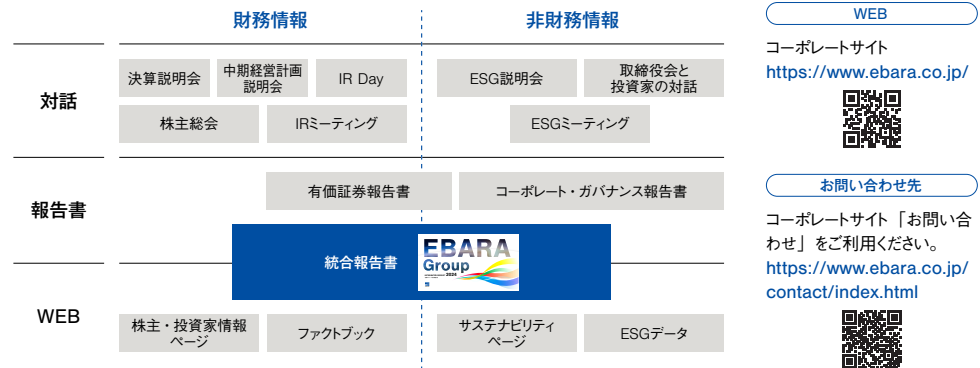 財務情報
非財務情報
対話
決算説明会
中期経営計画
説明会
IR Day
ESG説明会
取締役会と
投資家の対話
株主総会
IRミーティング
ESGミーティング
報告書
有価証券報告書
コーポレート・ガバナンス報告書
統合報告書
EBARA
Group
2024
WEB
株主・投資家情報
ページ
ファクトブック
サステナビリティ
ページ
ESGデータ
WEB
コーポレートサイト
https://www.ebara.co.jp/
お問い合わせ先
コーポレートサイト「お問い合
わせ」をご利用ください。
https://www.ebara.co.jp/
contact/index.html